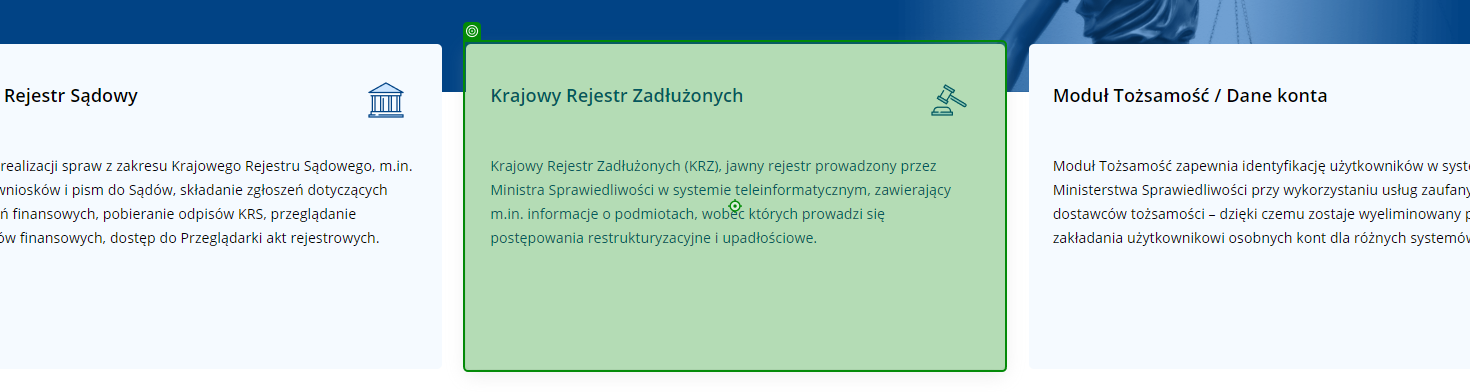 Rejestr Sądowy
realizacji spraw z zakresu Krajowego Rejestru Sądowego, m.in.
wniosków i pism do Sądów, składanie zgłoszeń dotyczących
finansowych, pobieranie odpisów KRS, przeglądanie
finansowych, dostęp do Przeglądarki akt rejestrowych.
Krajowy Rejestr Zadłużonych
Krajowy Rejestr Zadłużonych (KRZ), jawny rejestr prowadzony przez
Ministra Sprawiedliwości w systemie teleinformatycznym, zawierający
m.in. informacje o podmiotach, wobec których prowadzi się
postępowania restrukturyzacyjne i upadłościowe.
Moduł Tożsamość / Dane konta
Moduł Tożsamość zapewnia identyfikację użytkowników w
Ministerstwa Sprawiedliwości przy wykorzystaniu usług
dostawców tożsamości – dzięki czemu zostaje wyeliminowany
zakładania użytkownikowi osobnych kont dla różnych